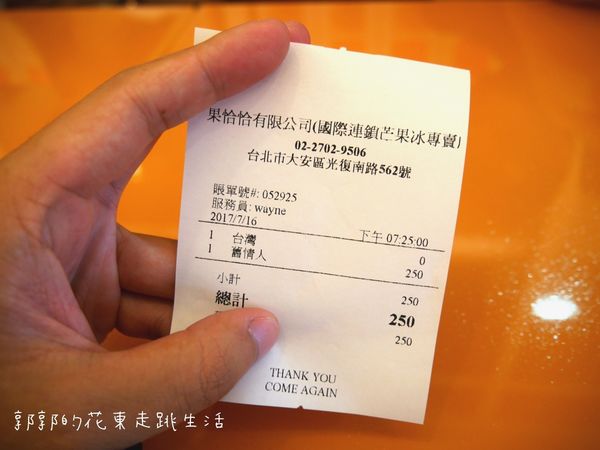 果恰恰有限公司(國際連鎖芒果冰專賣
02-2702-9506
台北市大安區光復南路562號
賬單號#: 052925
服務員: wayne
2017/7/16 下午 07:25:00
1 台灣 0
1 舊情人 250
小計 250
總計 250
250
THANK YOU
COME AGAIN
郭郭的花東走跳生活